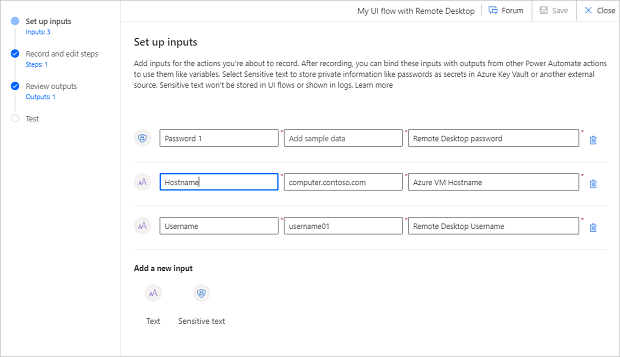 My UI flow with Remote Desktop
Forum
Save
Close
Set up inputs
Inputs: 3
Record and edit steps
Steps: 1
Review outputs
Outputs: 1
Test
Set up inputs
Add inputs for the actions you're about to record. After recording, you can bind these inputs with outputs from other Power Automate actions
to use them like variables. Select Sensitive text to store private information like passwords as secrets in Azure Key Vault or another external
source. Sensitive text won't be stored in UI flows or shown in logs. Learn more
Password 1 * Add sample data * Remote Desktop password *
AA Hostname * computer.contoso.com * Azure VM Hostname *
AA Username * username01 * Remote Desktop Username *
Add a new input
AA
Text Sensitive text